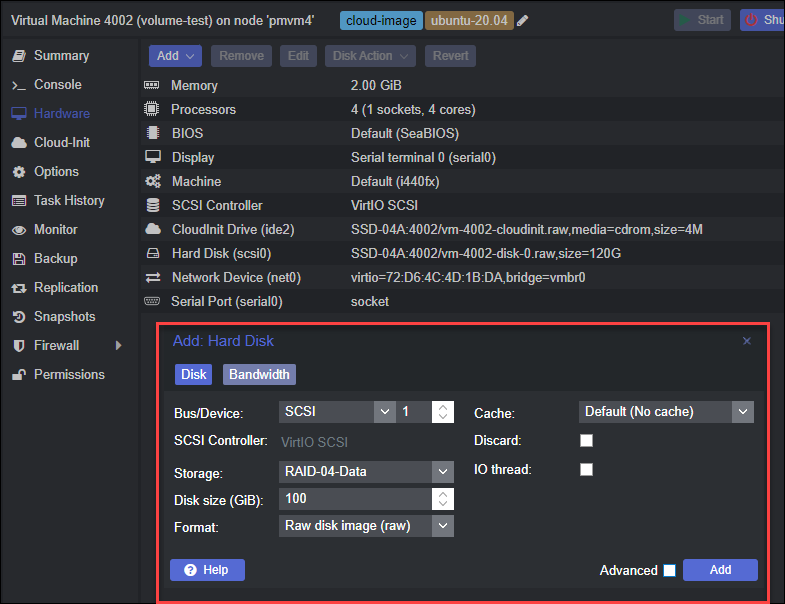 Virtual Machine 4002 (volume-test) on node 'pmvm4' cloud-image ubuntu-20.04 Start Shu
Summary
Console
Hardware
Cloud-Init
Options
Task History
Monitor
Backup
Replication
Snapshots
Firewall
Permissions
Add Remove Edit Disk Action Revert
Memory 2.00 GiB
Processors 4 (1 sockets, 4 cores)
BIOS Default (SeaBIOS)
Display Serial terminal 0 (serial0)
Machine Default (i440fx)
SCSI Controller VirtIO SCSI
CloudInit Drive (ide2) SSD-04A:4002/vm-4002-cloudinit.raw,media=cdrom,size=4M
Hard Disk (scsi0) SSD-04A:4002/vm-4002-disk-0.raw,size=120G
Network Device (net0) virtio=72:D6:4C:4D:1B:DA,bridge=vmbr0
Serial Port (serial0) socket
Add: Hard Disk
Disk Bandwidth
Bus/Device: SCSI 1 Cache: Default (No cache)
SCSI Controller: VirtIO SCSI Discard:
Storage: RAID-04-Data IO thread:
Disk size (GiB): 100
Format: Raw disk image (raw)
Help Advanced Add